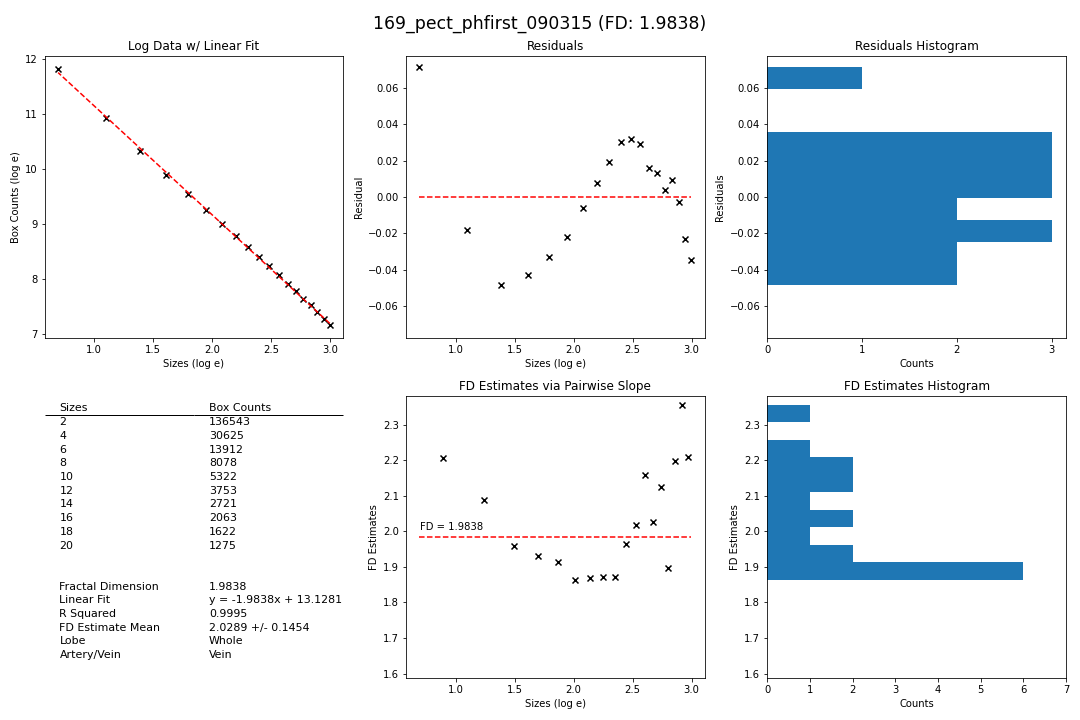 169_pect_phfirst_090315 (FD: 1.9838)
Log Data w/ Linear Fit
Box Counts (log e)
12
11
10
9
8
7
1.0 1.5 2.0 2.5 3.0
Sizes (log e)
Residuals
Residual
0.06
0.04
0.02
0.00
−0.02
−0.04
−0.06
1.0 1.5 2.0 2.5 3.0
Sizes (log e)
Residuals Histogram
Residuals
0.06
0.04
0.02
0.00
−0.02
−0.04
−0.06
0 1 2 3
Counts
Sizes Box Counts
2 136543
4 30625
6 13912
8 8078
10 5322
12 3753
14 2721
16 2063
18 1622
20 1275
Fractal Dimension 1.9838
Linear Fit y = -1.9838x + 13.1281
R Squared 0.9995
FD Estimate Mean 2.0289 +/- 0.1454
Lobe Whole
Artery/Vein Vein
FD Estimates via Pairwise Slope
FD Estimates
2.3
2.2
2.1
2.0
1.9
1.8
1.7
1.6
FD = 1.9838
1.0 1.5 2.0 2.5 3.0
Sizes (log e)
FD Estimates Histogram
FD Estimates
2.3
2.2
2.1
2.0
1.9
1.8
1.7
1.6
0 1 2 3 4 5 6 7
Counts